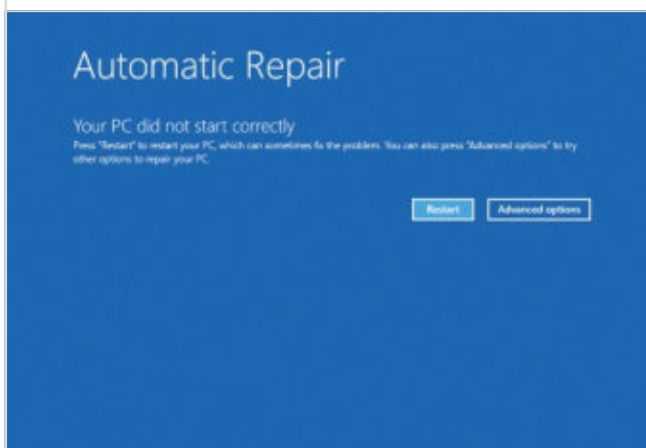 Automatic Repair
Your PC did not start correctly
Press "Restart" to restart your PC, which can sometimes fix the problem. You can also press "Advanced options" to try
other options to repair your PC.
Restart Advanced options